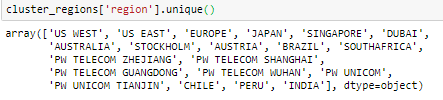 cluster_regions['region'].unique()
array(['US WEST', 'US EAST', 'EUROPE', 'JAPAN', 'SINGAPORE', 'DUBAI',
'AUSTRALIA', 'STOCKHOLM', 'AUSTRIA', 'BRAZIL', 'SOUTHAFRICA',
'PW TELECOM ZHEJIANG', 'PW TELECOM SHANGHAI',
'PW TELECOM GUANGDONG', 'PW TELECOM WUHAN', 'PW UNICOM',
'PW UNICOM TIANJIN', 'CHILE', 'PERU', 'INDIA'], dtype=object)